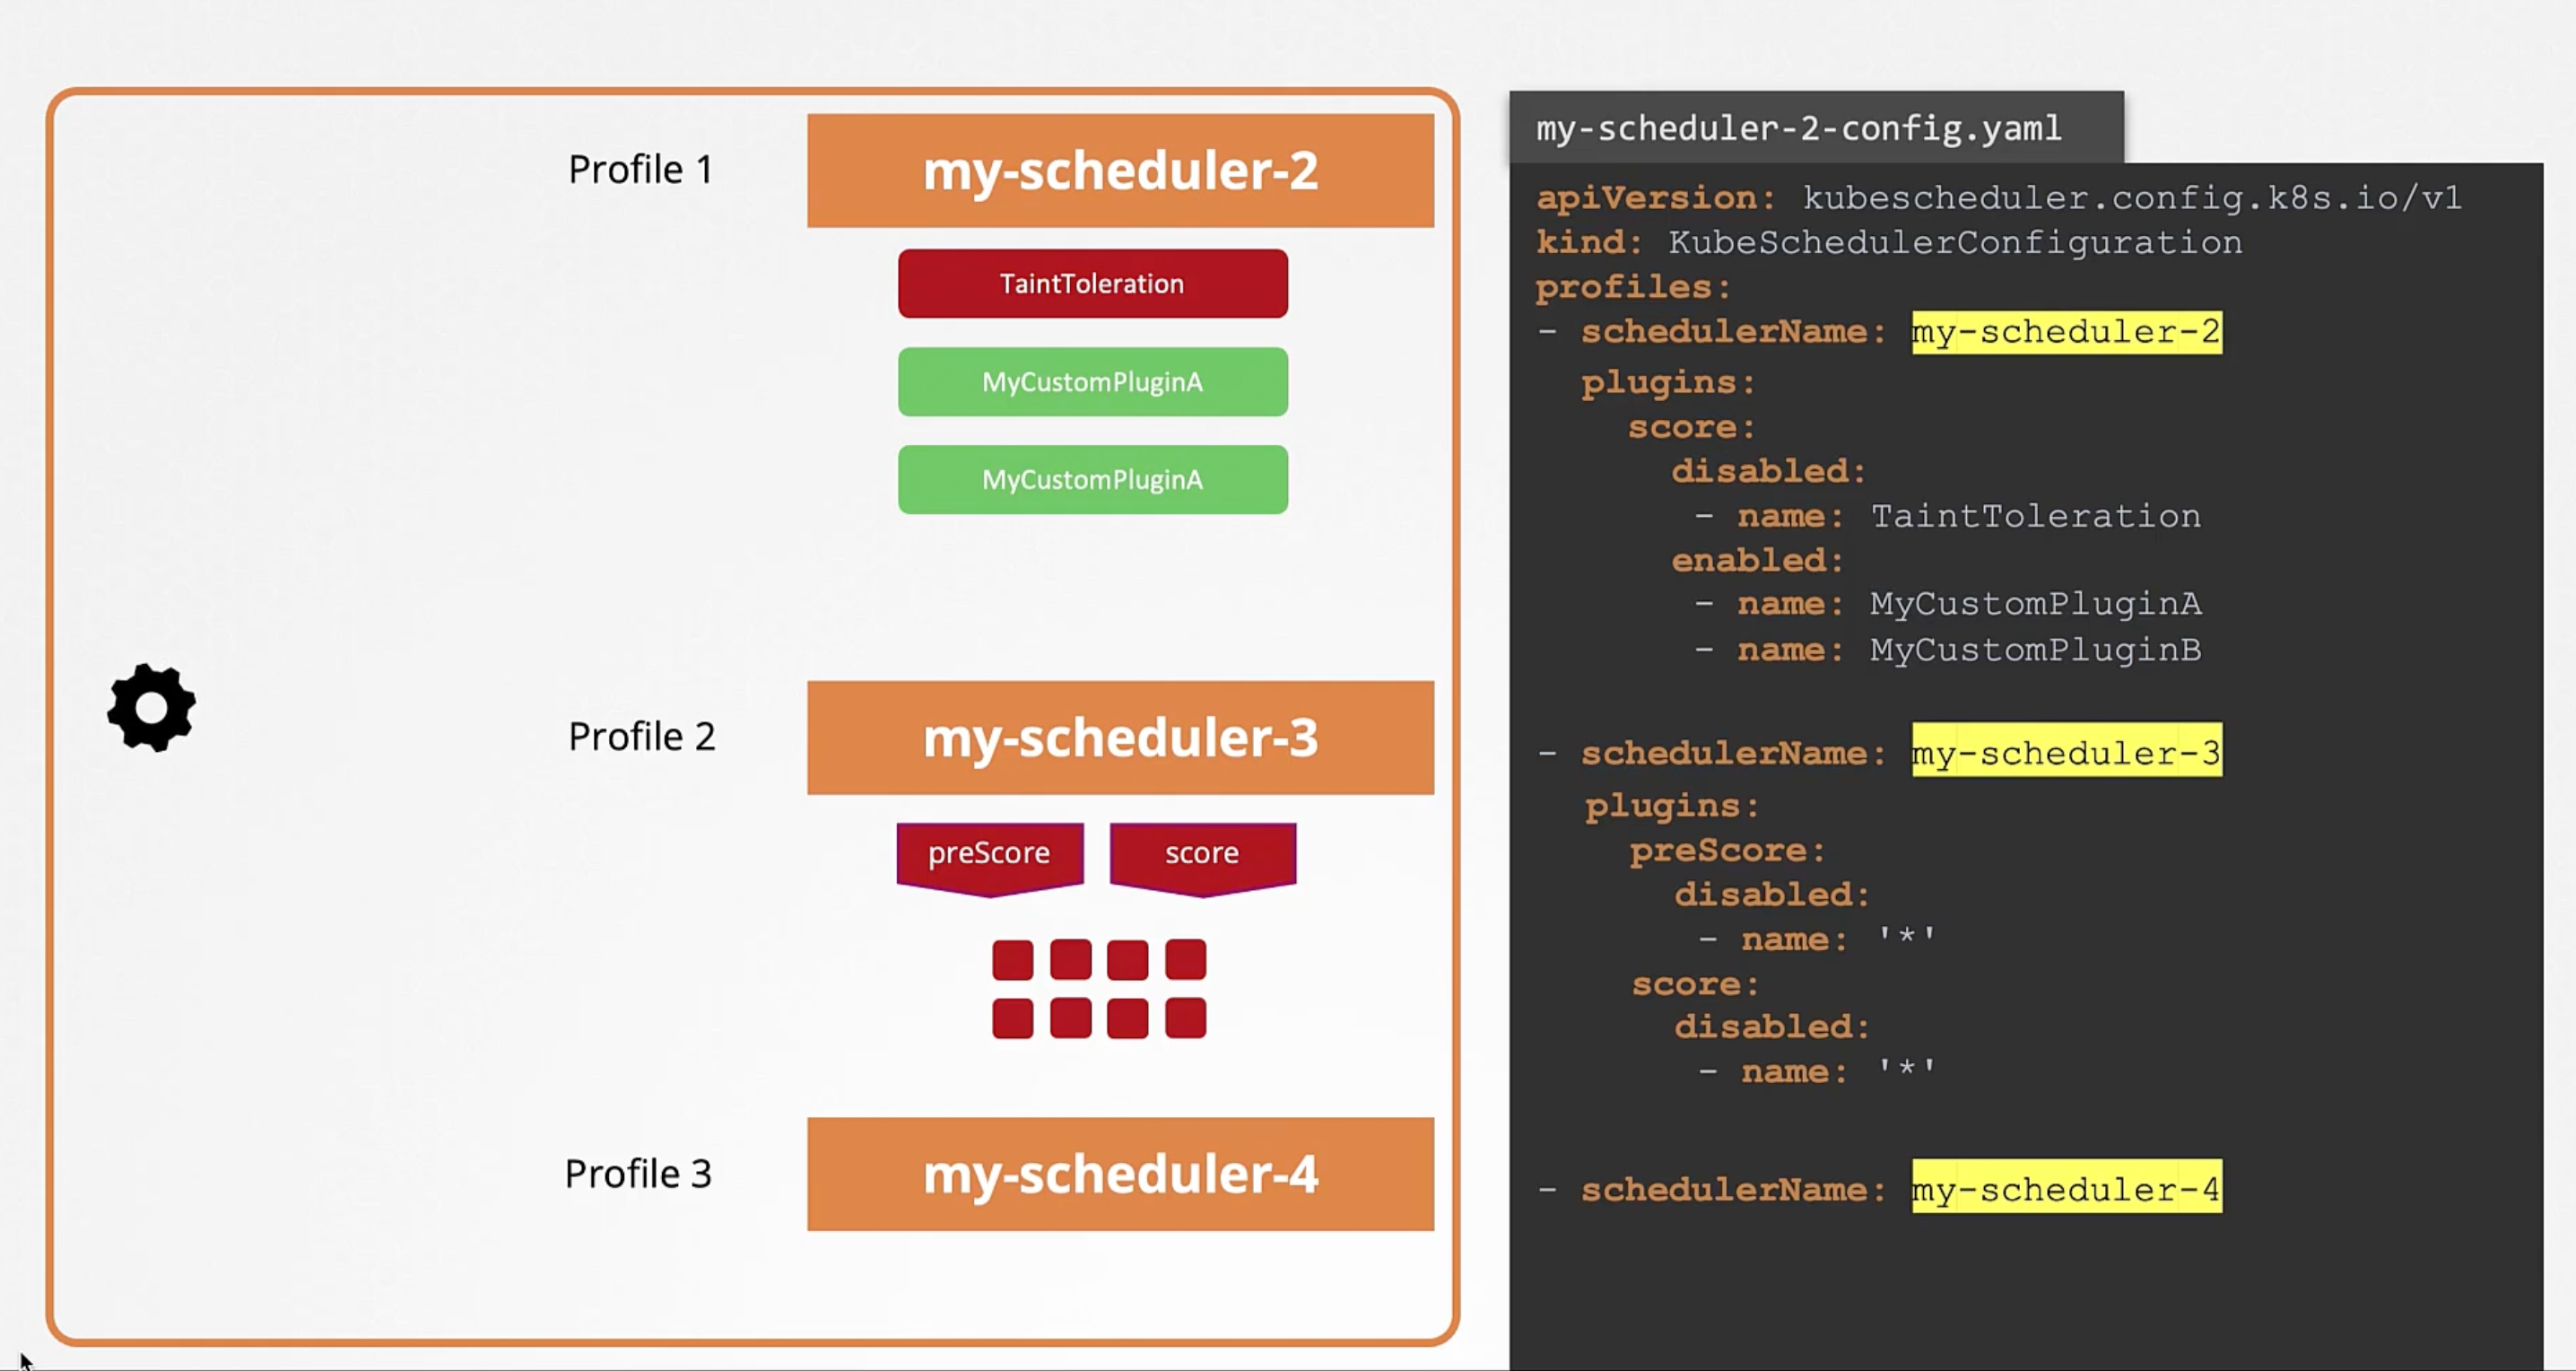 Profile 1
my-scheduler-2
TaintToleration
MyCustomPluginA
MyCustomPluginA
Profile 2
my-scheduler-3
preScore score
Profile 3
my-scheduler-4
my-scheduler-2-config.yaml
apiVersion: kubescheduler.config.k8s.io/v1
kind: KubeSchedulerConfiguration
profiles:
- schedulerName: my-scheduler-2
  plugins:
    score:
      disabled:
       - name: TaintToleration
      enabled:
       - name: MyCustomPluginA
       - name: MyCustomPluginB
- schedulerName: my-scheduler-3
  plugins:
    preScore:
      disabled:
       - name: '*'
    score:
      disabled:
       - name: '*'
- schedulerName: my-scheduler-4